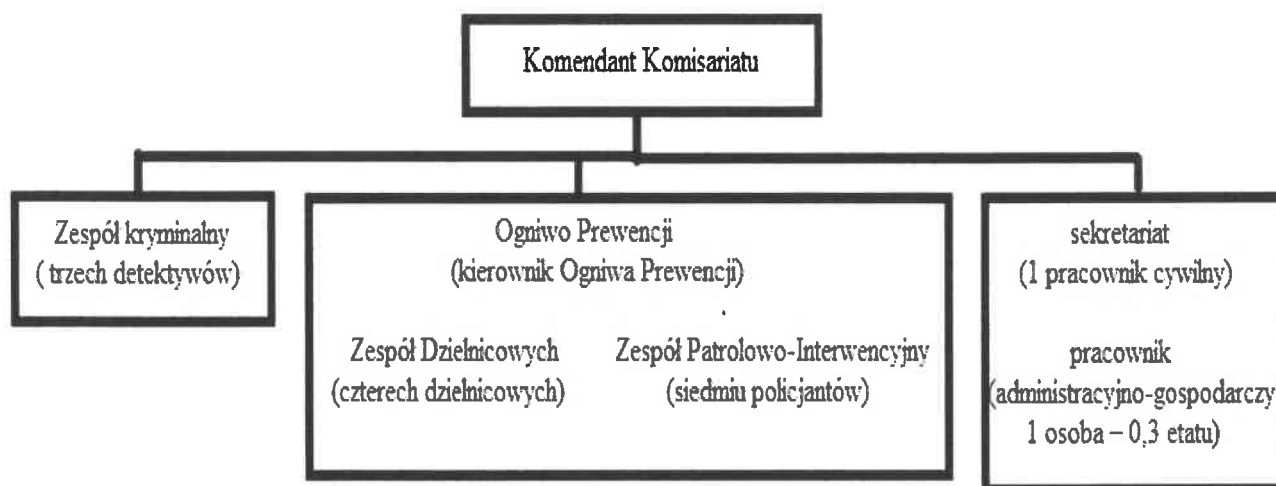 Komendant Komisariatu
Zespół kryminalny
( trzech detektywów)
Ogniwo Prewencji
(kierownik Ogniwa Prewencji)
Zespół Dzielnicowych
(czterech dzielnicowych)
Zespół Patrolowo-Interwencyjny
(siedmiu policjantów)
sekretariat
(1 pracownik cywilny)
pracownik
(administracyjno-gospodarczy
1 osoba – 0,3 etatu)